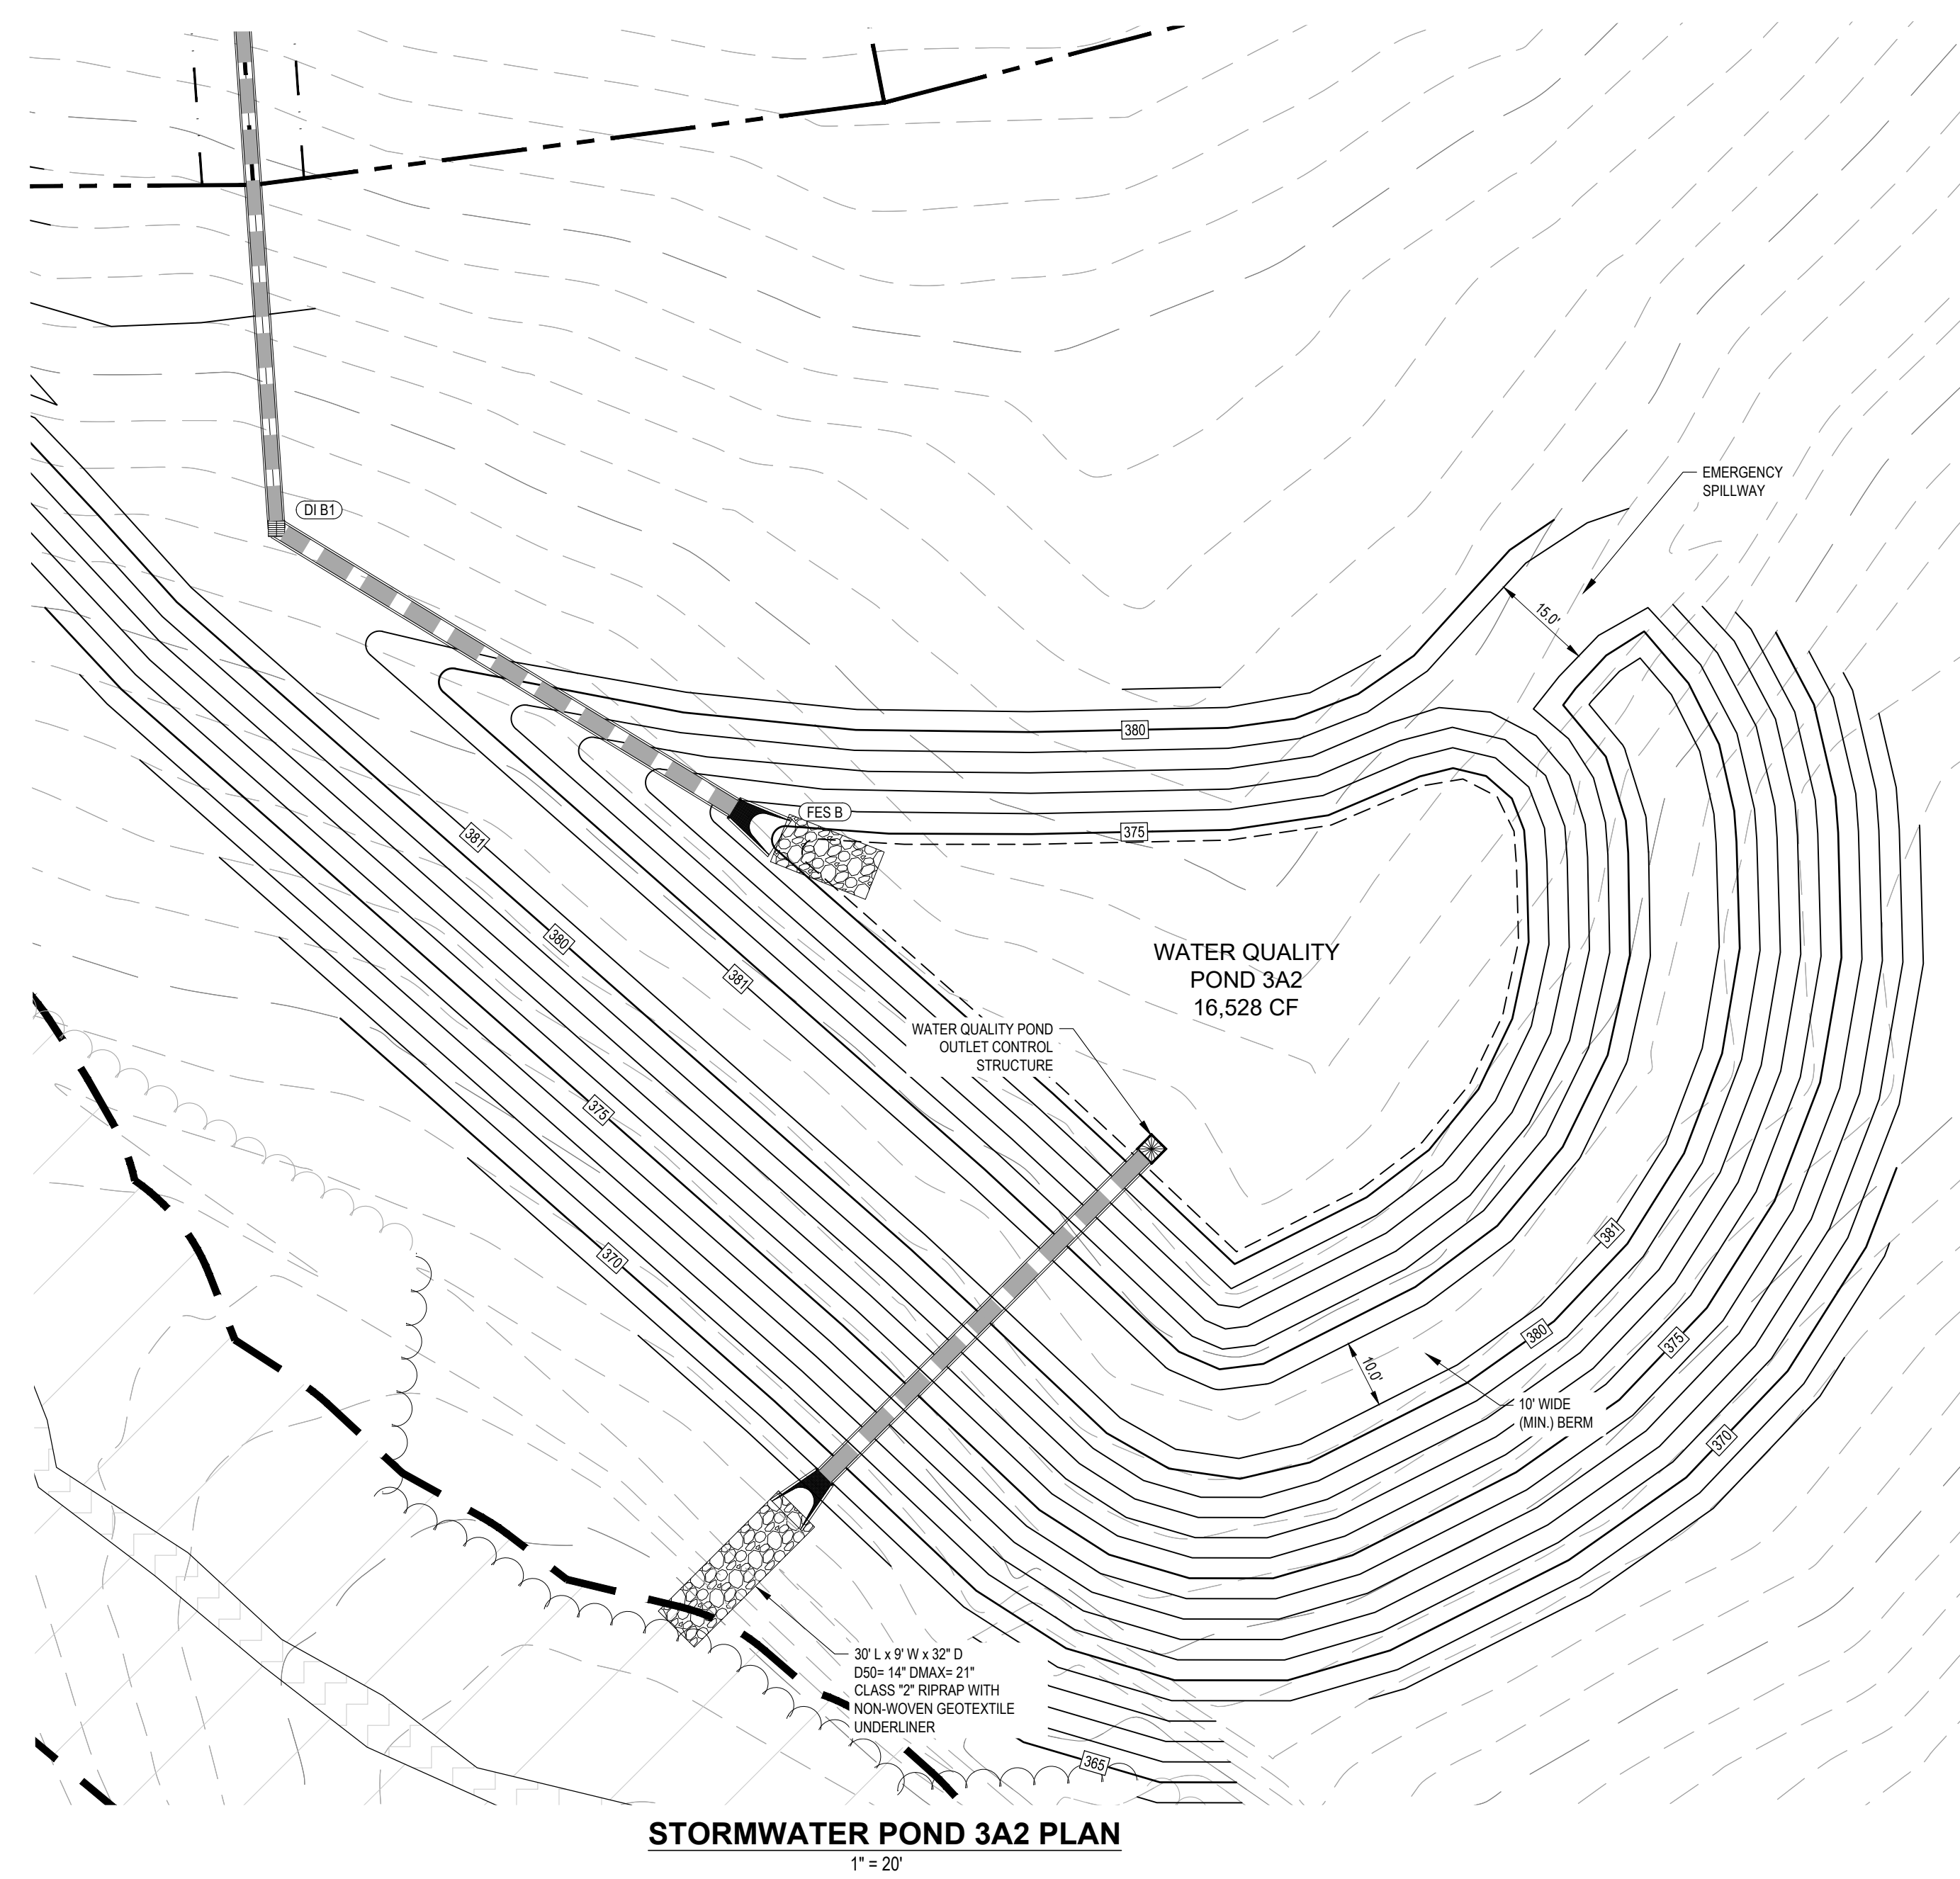 EMERGENCY
SPILLWAY
DI B1
15.0'
380
FES B
375
381
380
381
WATER QUALITY
POND 3A2
16,528 CF
WATER QUALITY POND
OUTLET CONTROL
STRUCTURE
375
370
381
380
375
10.0'
10' WIDE
(MIN.) BERM
370
30' L x 9' W x 32" D
D50= 14" DMAX= 21"
CLASS "2" RIPRAP WITH
NON-WOVEN GEOTEXTILE
UNDERLINER
365
STORMWATER POND 3A2 PLAN
1" = 20'